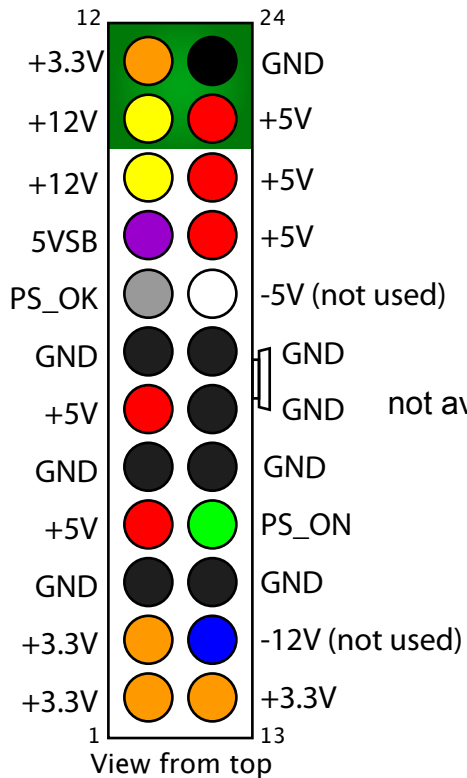 12 24
+3.3V GND
+12V +5V
+12V +5V
5VSB +5V
PS_OK -5V (not used)
GND GND
+5V GND not av
GND GND
+5V PS_ON
GND GND
+3.3V -12V (not used)
+3.3V +3.3V
1 13
View from top